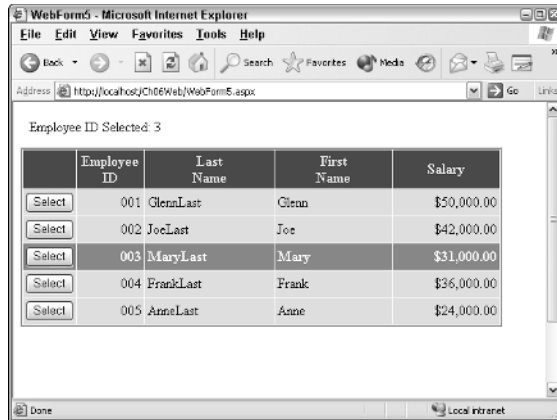 WebForm5 - Microsoft Internet Explorer
File Edit View Favorites Tools Help
Back Search Favorites Media
Address http://localhost/Ch06Web/WebForm5.aspx Go Links
Employee ID Selected: 3
Employee ID Last Name First Name Salary
Select 001 GlennLast Glenn $50,000.00
Select 002 JoeLast Joe $42,000.00
Select 003 MaryLast Mary $31,000.00
Select 004 FrankLast Frank $36,000.00
Select 005 AnneLast Anne $24,000.00
Done Local intranet